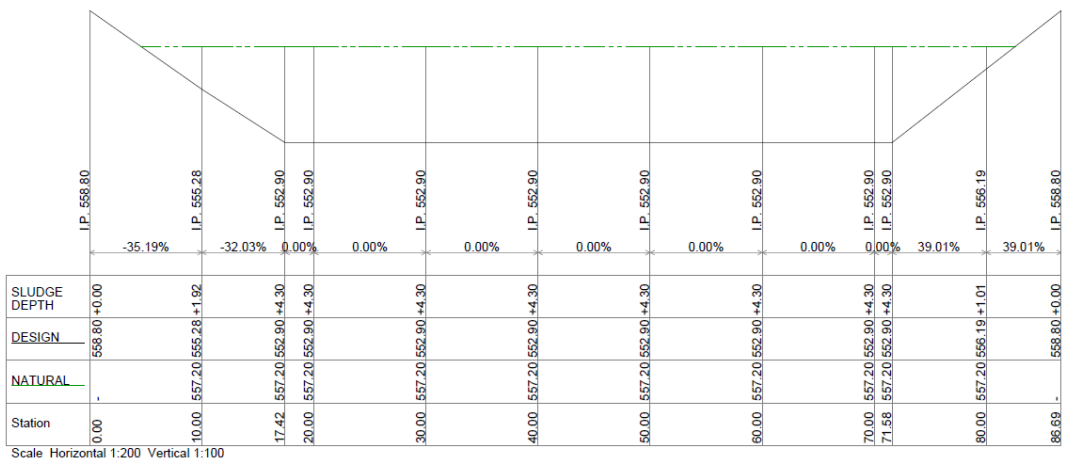 I.P. 558.80 I.P. 555.28 I.P. 552.90 I.P. 552.90 I.P. 552.90 I.P. 552.90 I.P. 552.90 I.P. 552.90 I.P. 552.90 I.P. 552.90 I.P. 556.19 I.P. 558.80
-35.19% -32.03% 0.00% 0.00% 0.00% 0.00% 0.00% 0.00% 0.00% 39.01% 39.01%
SLUDGE
DEPTH +0.00 +1.92 +4.30 +4.30 +4.30 +4.30 +4.30 +4.30 +4.30 +4.30 +1.01 +0.00
DESIGN 558.80 555.28 552.90 552.90 552.90 552.90 552.90 552.90 552.90 552.90 556.19 558.80
NATURAL - 557.20 557.20 557.20 557.20 557.20 557.20 557.20 557.20 557.20 557.20 -
Station 0.00 10.00 17.42 20.00 30.00 40.00 50.00 60.00 70.00 71.58 80.00 86.69
Scale Horizontal 1:200 Vertical 1:100